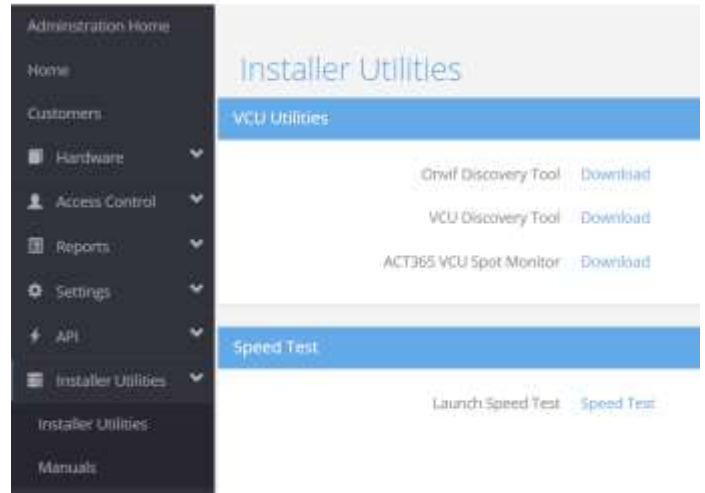 Adminstration Home
Home
Customers
Hardware
Access Control
Reports
Settings
API
Installer Utilities
Installer Utilities
Manuals
Installer Utilities
VCU Utilities
Onvif Discovery Tool Download
VCU Discovery Tool Download
ACT365 VCU Spot Monitor Download
Speed Test
Launch Speed Test Speed Test